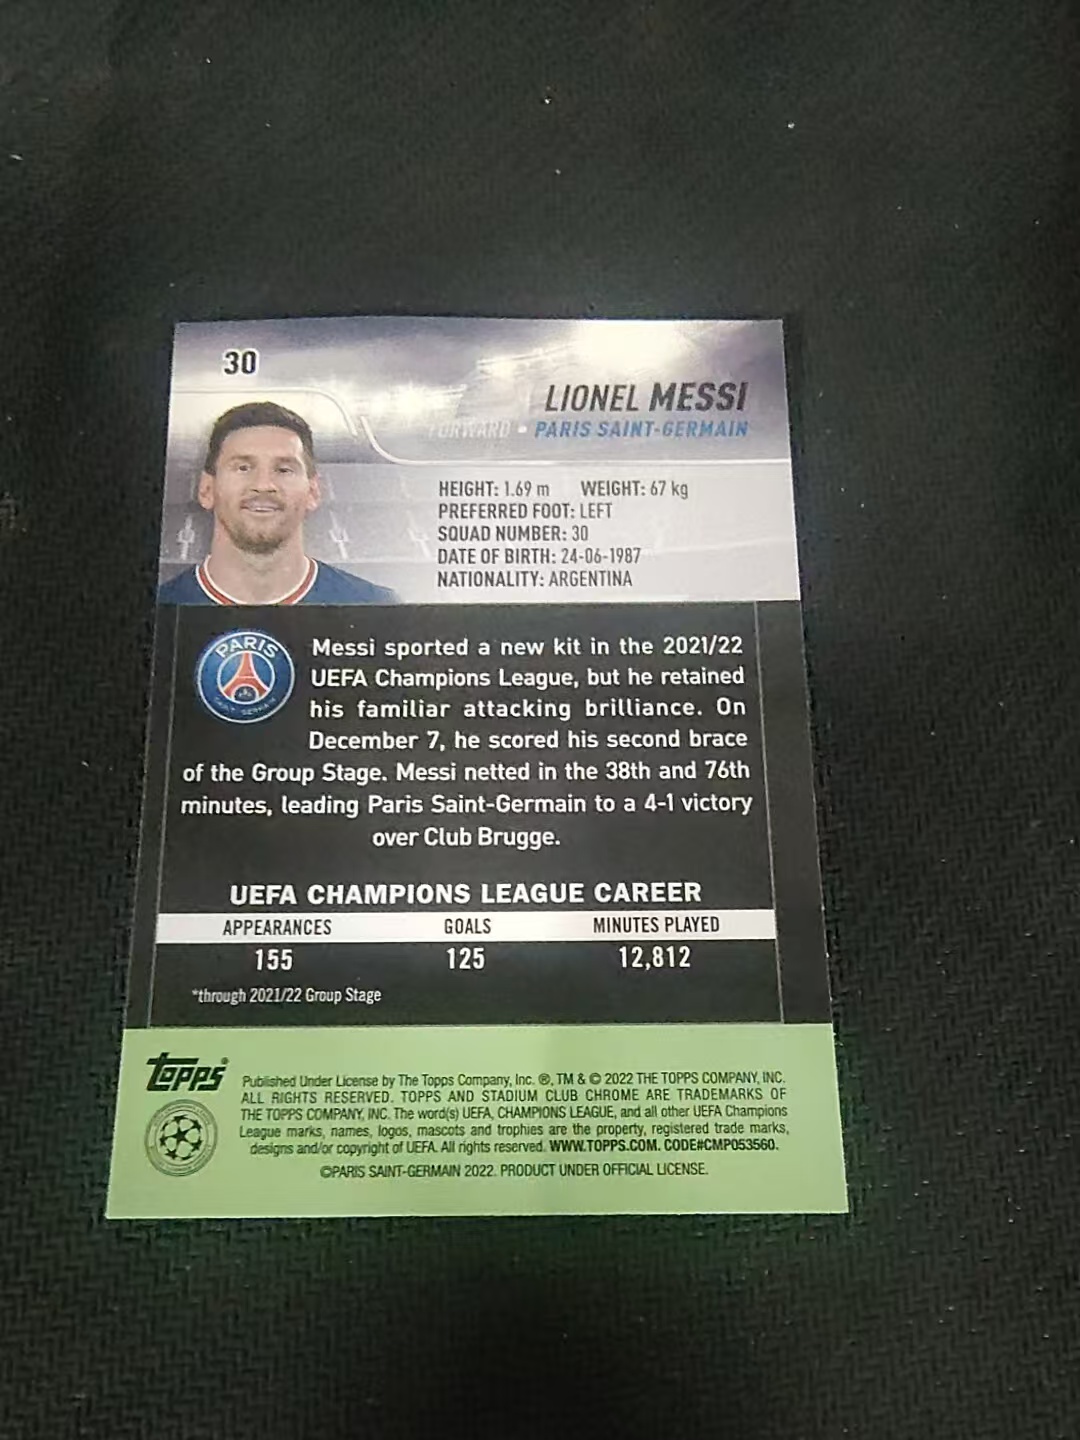 30
LIONEL MESSI
FORWARD • PARIS SAINT-GERMAIN
HEIGHT: 1.69 m WEIGHT: 67 kg
PREFERRED FOOT: LEFT
SQUAD NUMBER: 30
DATE OF BIRTH: 24-06-1987
NATIONALITY: ARGENTINA
PARIS
SAINT-GERMAIN
Messi sported a new kit in the 2021/22
UEFA Champions League, but he retained
his familiar attacking brilliance. On
December 7, he scored his second brace
of the Group Stage. Messi netted in the 38th and 76th
minutes, leading Paris Saint-Germain to a 4-1 victory
over Club Brugge.
UEFA CHAMPIONS LEAGUE CAREER
APPEARANCES GOALS MINUTES PLAYED
155 125 12,812
*through 2021/22 Group Stage
topps®
Published Under License by The Topps Company, Inc. ®, TM & © 2022 THE TOPPS COMPANY, INC.
ALL RIGHTS RESERVED. TOPPS AND STADIUM CLUB CHROME ARE TRADEMARKS OF
THE TOPPS COMPANY, INC. The word(s) UEFA, CHAMPIONS LEAGUE, and all other UEFA Champions
League marks, names, logos, mascots and trophies are the property, registered trade marks,
designs and/or copyright of UEFA. All rights reserved. WWW.TOPPS.COM. CODE#CMP053560.
©PARIS SAINT-GERMAIN 2022. PRODUCT UNDER OFFICIAL LICENSE.